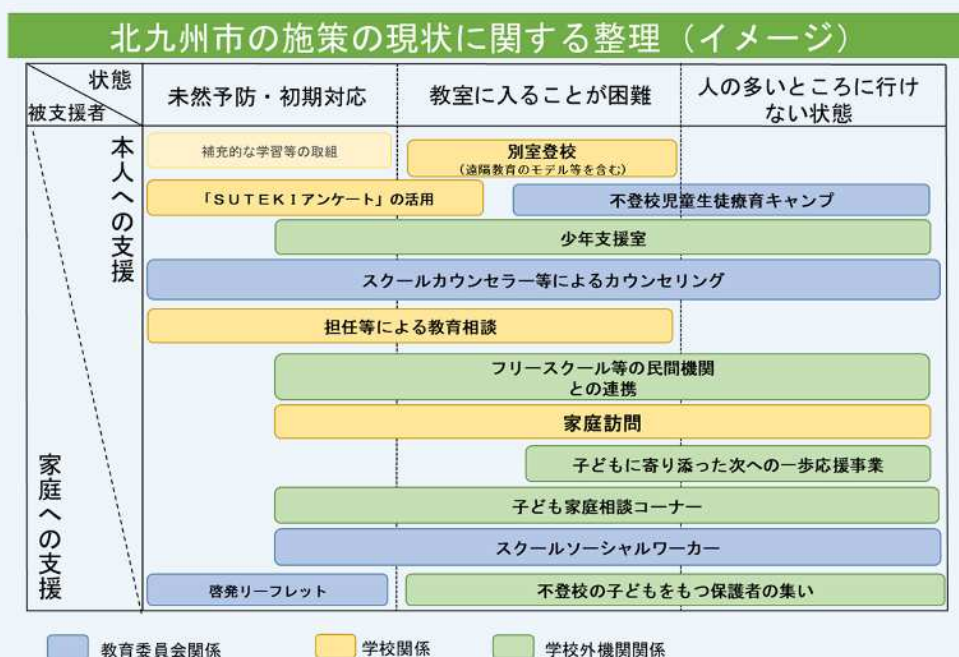 北九州市の施策の現状に関する整理（イメージ）
状態
被支援者
未然予防・初期対応
教室に入ることが困難
人の多いところに行け
ない状態
本人への支援
補充的な学習等の取組
別室登校
(遠隔教育のモデル等を含む)
「ＳＵＴＥＫＩアンケート」の活用
不登校児童生徒療育キャンプ
少年支援室
スクールカウンセラー等によるカウンセリング
担任等による教育相談
フリースクール等の民間機関
との連携
家庭訪問
子どもに寄り添った次への一歩応援事業
家庭への支援
子ども家庭相談コーナー
スクールソーシャルワーカー
啓発リーフレット
不登校の子どもをもつ保護者の集い
教育委員会関係
学校関係
学校外機関関係